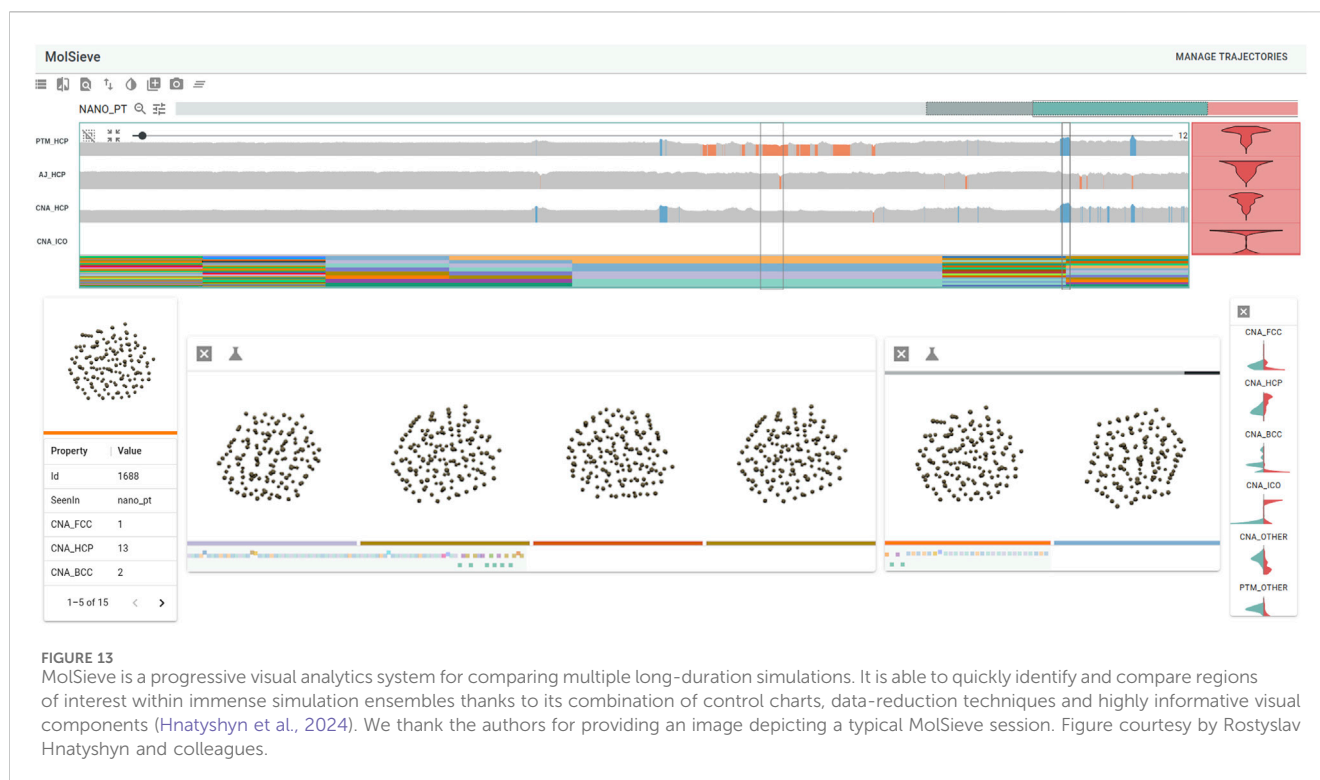 MolSieve
MANAGE TRAJECTORIES
NANO_PT
PTM_HCP
12
AJ_HCP
CNA_HCP
CNA_ICO
Property Value
Id 1688
SeenIn nano_pt
CNA_FCC 1
CNA_HCP 13
CNA_BCC 2
1–5 of 15
CNA_FCC
CNA_HCP
CNA_BCC
CNA_ICO
CNA_OTHER
PTM_OTHER
FIGURE 13
MolSieve is a progressive visual analytics system for comparing multiple long-duration simulations. It is able to quickly identify and compare regions
of interest within immense simulation ensembles thanks to its combination of control charts, data-reduction techniques and highly informative visual
components (Hnatyshyn et al., 2024). We thank the authors for providing an image depicting a typical MolSieve session. Figure courtesy by Rostyslav
Hnatyshyn and colleagues.